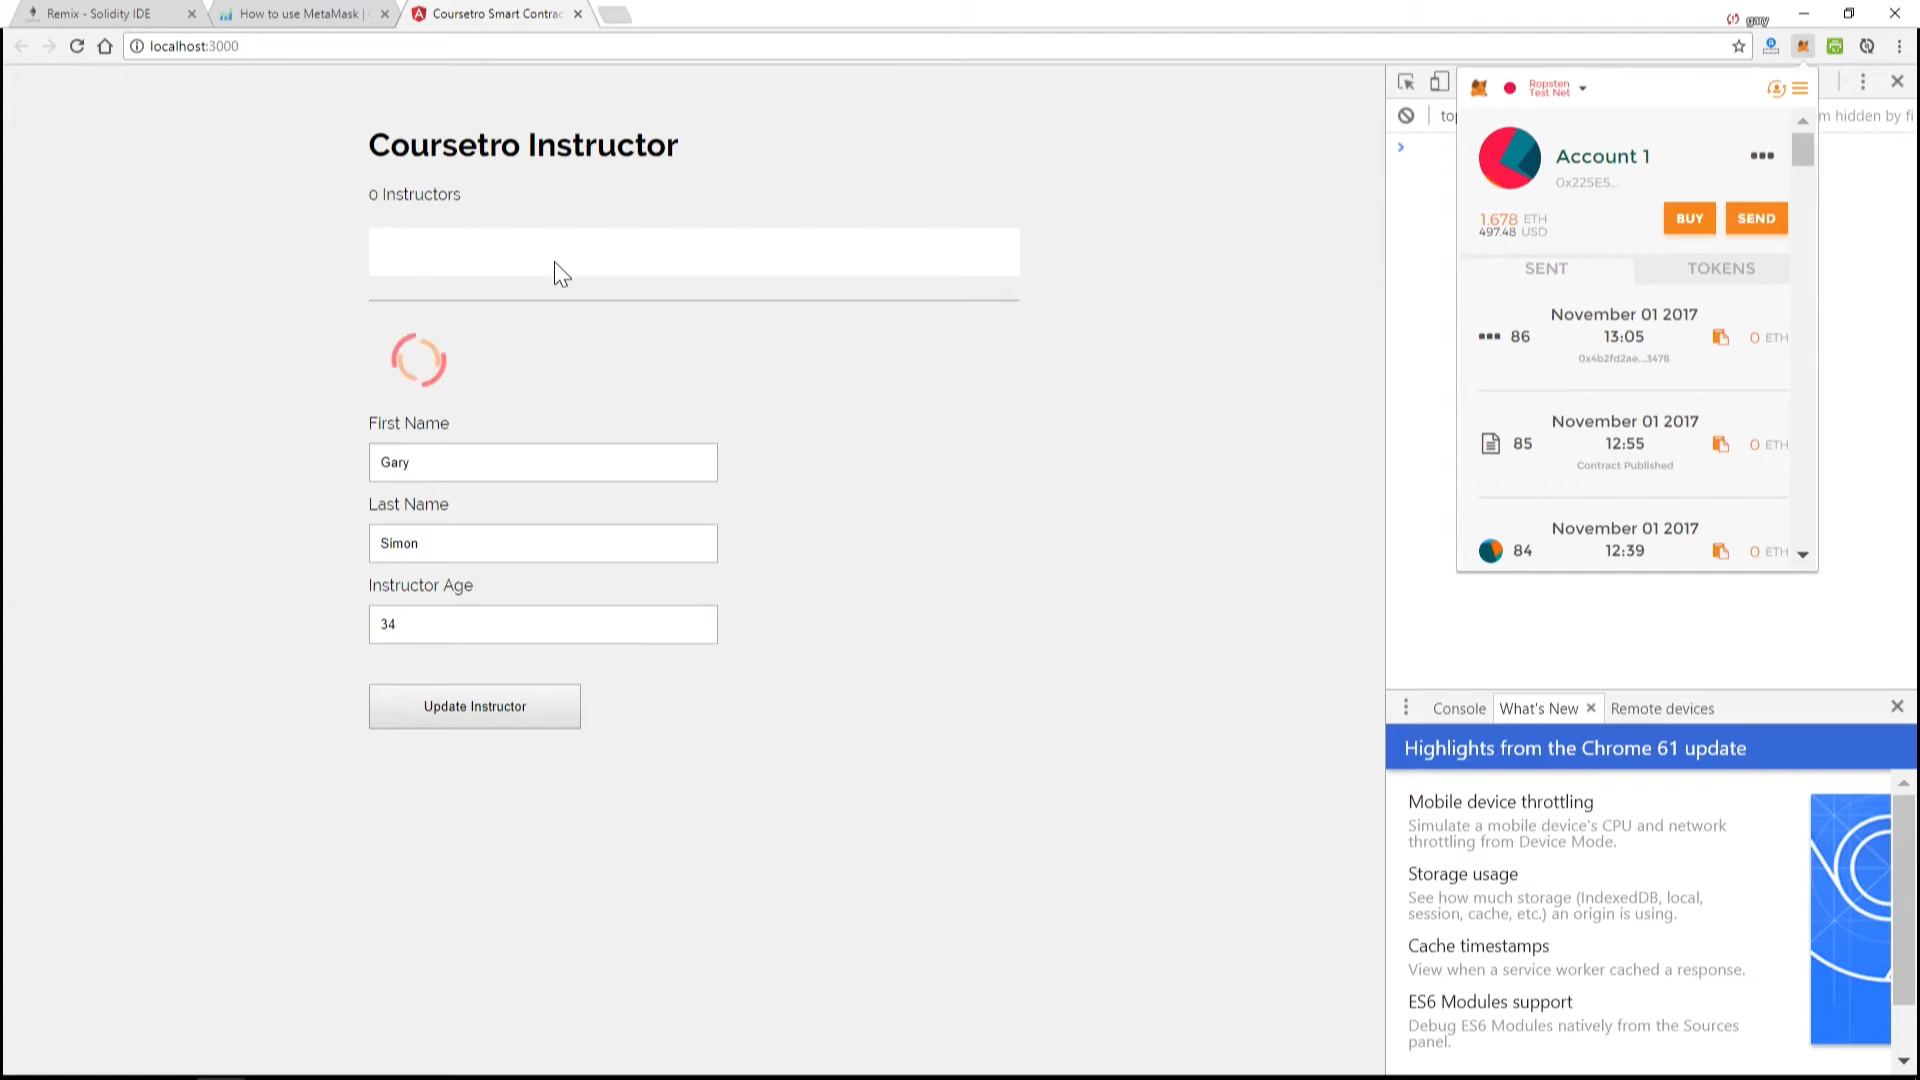 Remix - Solidity IDE
How to use MetaMask |
Coursetro Smart Contrac
gary
localhost:3000
Coursetro Instructor
0 Instructors
First Name
Gary
Last Name
Simon
Instructor Age
34
Update Instructor
top
m hidden by fi
Ropsten
Test Net
Account 1
0x225E5...
1.678 ETH
497.48 USD
BUY
SEND
SENT
TOKENS
November 01 2017
86
13:05
0 ETH
0x4b2fd2ae...3478
November 01 2017
85
12:55
0 ETH
Contract Published
November 01 2017
84
12:39
0 ETH
Console
What's New
Remote devices
Highlights from the Chrome 61 update
Mobile device throttling
Simulate a mobile device's CPU and network
throttling from Device Mode.
Storage usage
See how much storage (IndexedDB, local,
session, cache, etc.) an origin is using.
Cache timestamps
View when a service worker cached a response.
ES6 Modules support
Debug ES6 Modules natively from the Sources
panel.